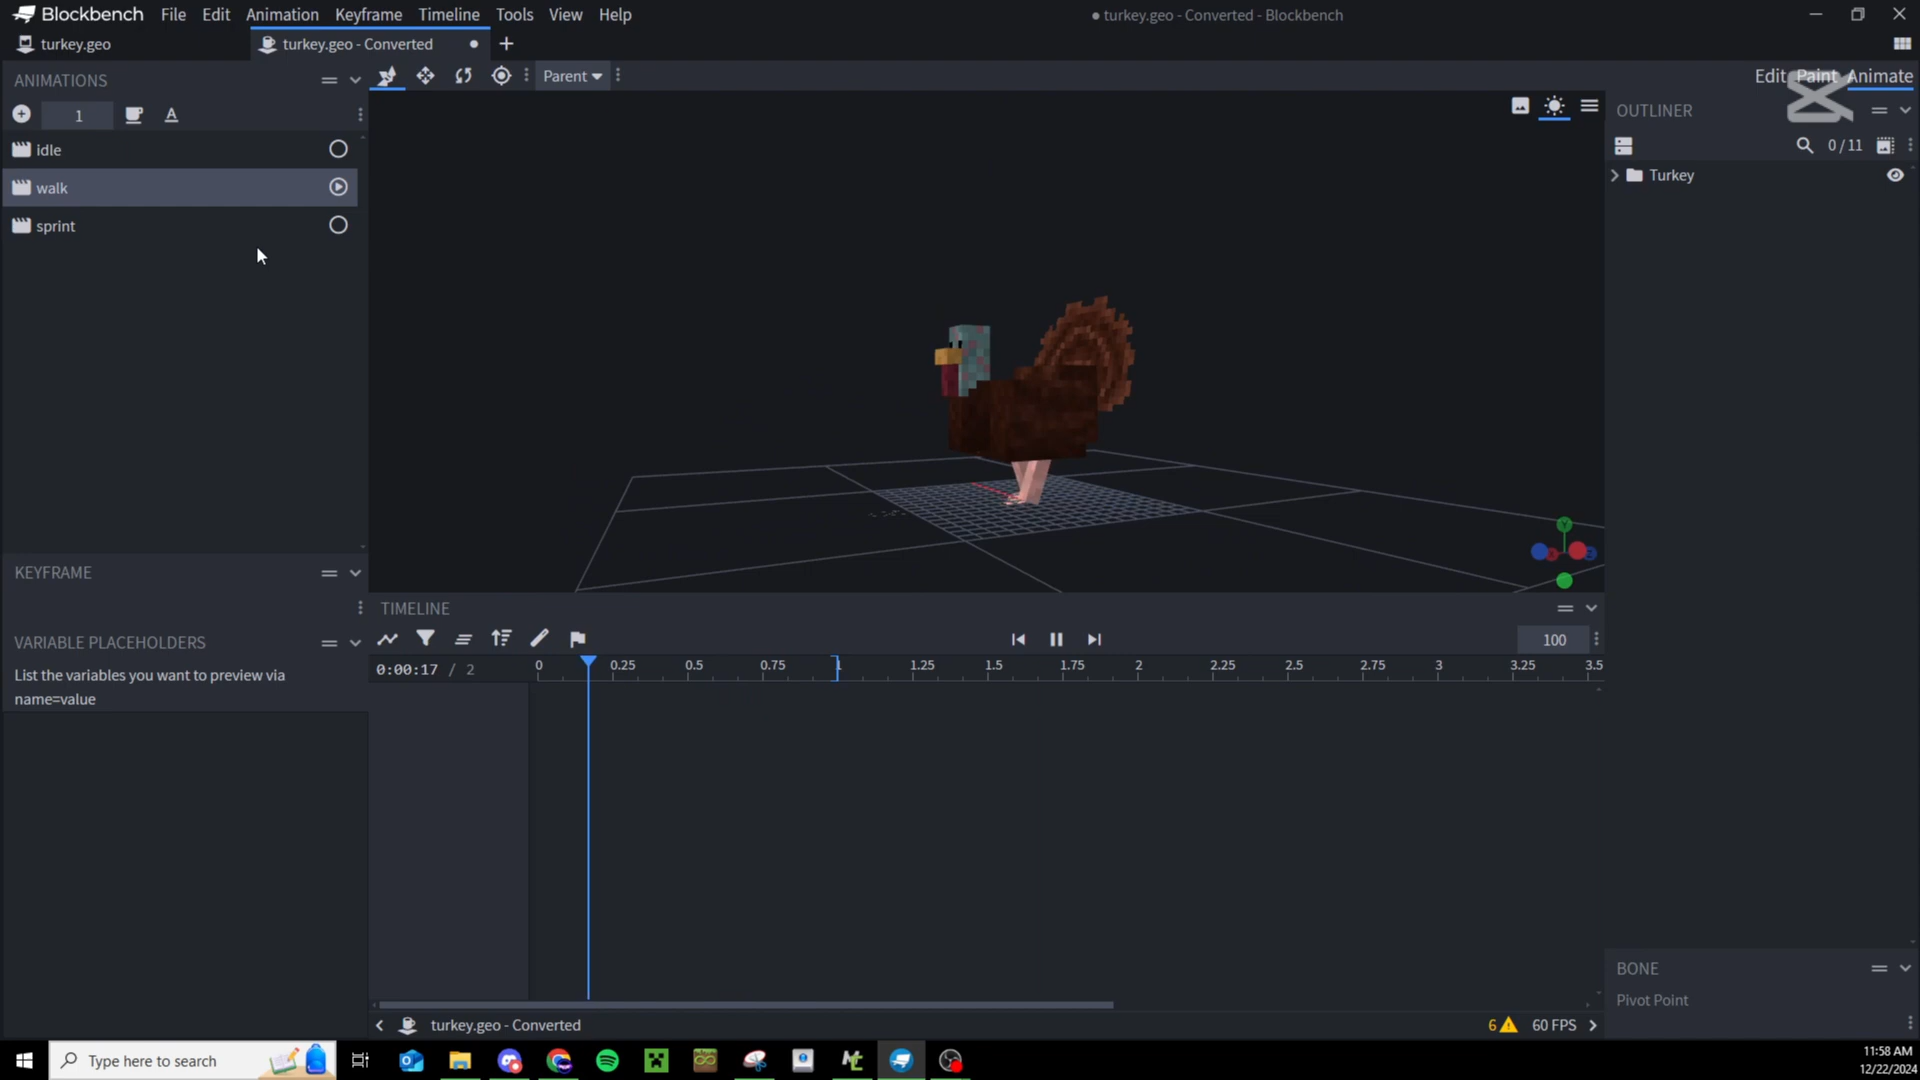 Blockbench File Edit Animation Keyframe Timeline Tools View Help
● turkey.geo - Converted - Blockbench
turkey.geo
turkey.geo - Converted
ANIMATIONS
Parent
Edit Paint Animate
1
idle
walk
sprint
OUTLINER
0 / 11
Turkey
KEYFRAME
VARIABLE PLACEHOLDERS
List the variables you want to preview via
name=value
TIMELINE
100
0:00:17 / 2
0 0.25 0.5 0.75 1 1.25 1.5 1.75 2 2.25 2.5 2.75 3 3.25 3.5
BONE
Pivot Point
turkey.geo - Converted
6
60 FPS
Type here to search
11:58 AM
12/22/2024